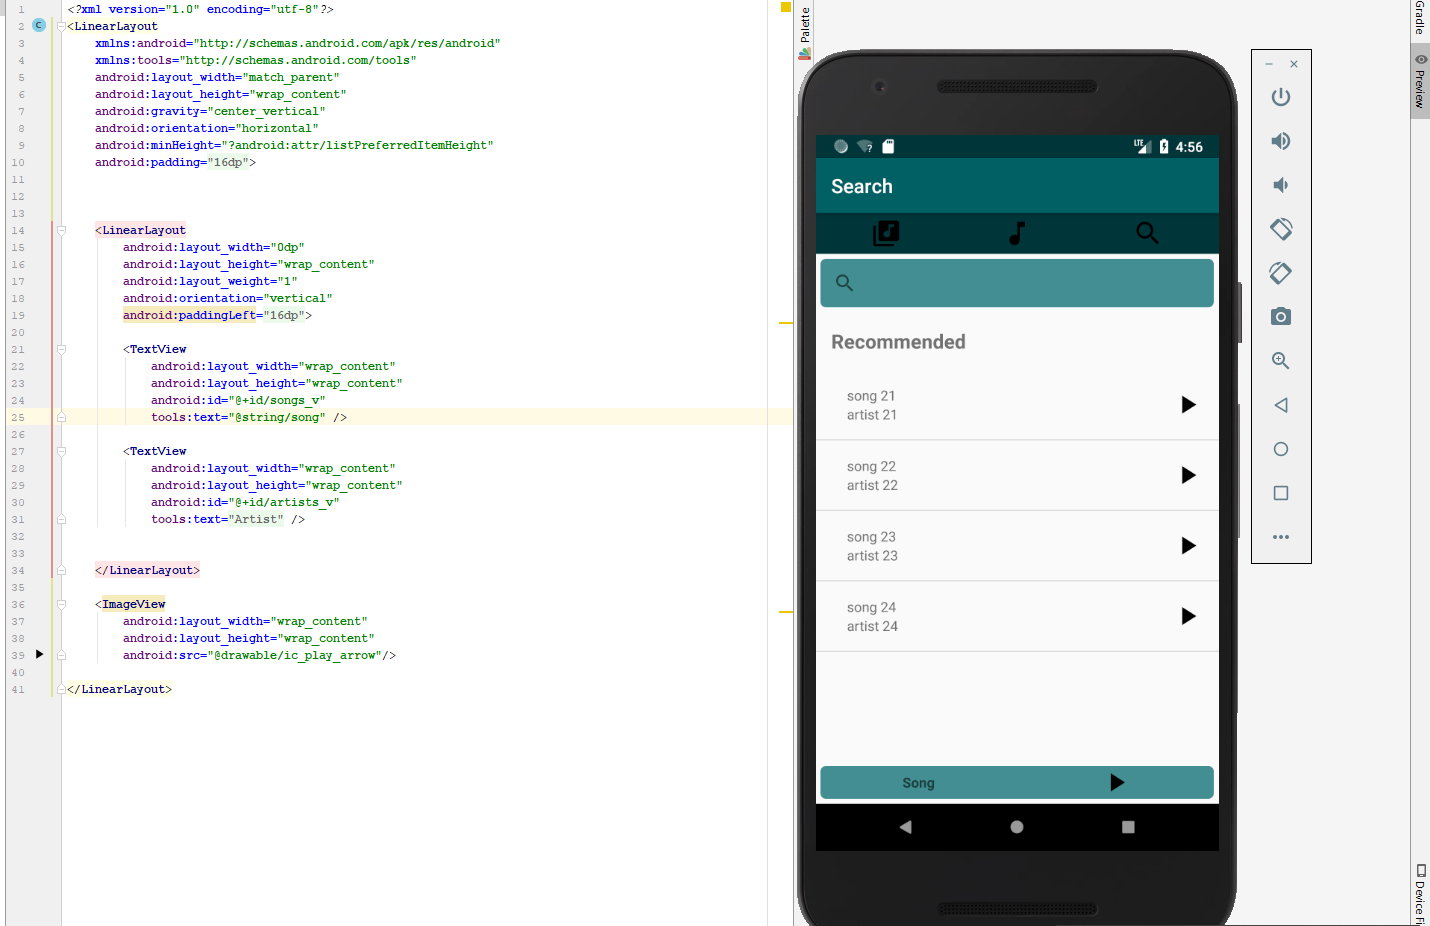 1 <?xml version="1.0" encoding="utf-8"?>
2 <LinearLayout
3 xmlns:android="http://schemas.android.com/apk/res/android"
4 xmlns:tools="http://schemas.android.com/tools"
5 android:layout_width="match_parent"
6 android:layout_height="wrap_content"
7 android:gravity="center_vertical"
8 android:orientation="horizontal"
9 android:minHeight="?android:attr/listPreferredItemHeight"
10 android:padding="16dp">
11
12
13
14 <LinearLayout
15 android:layout_width="0dp"
16 android:layout_height="wrap_content"
17 android:layout_weight="1"
18 android:orientation="vertical"
19 android:paddingLeft="16dp">
20
21 <TextView
22 android:layout_width="wrap_content"
23 android:layout_height="wrap_content"
24 android:id="@+id/songs_v"
25 tools:text="@string/song" />
26
27 <TextView
28 android:layout_width="wrap_content"
29 android:layout_height="wrap_content"
30 android:id="@+id/artists_v"
31 tools:text="Artist" />
32
33
34 </LinearLayout>
35
36 <ImageView
37 android:layout_width="wrap_content"
38 android:layout_height="wrap_content"
39 android:src="@drawable/ic_play_arrow"/>
40
41 </LinearLayout>
C
Palette
LTE 4:56
Search
Recommended
song 21
artist 21
song 22
artist 22
song 23
artist 23
song 24
artist 24
Song
Gradle
Preview
Device Fi